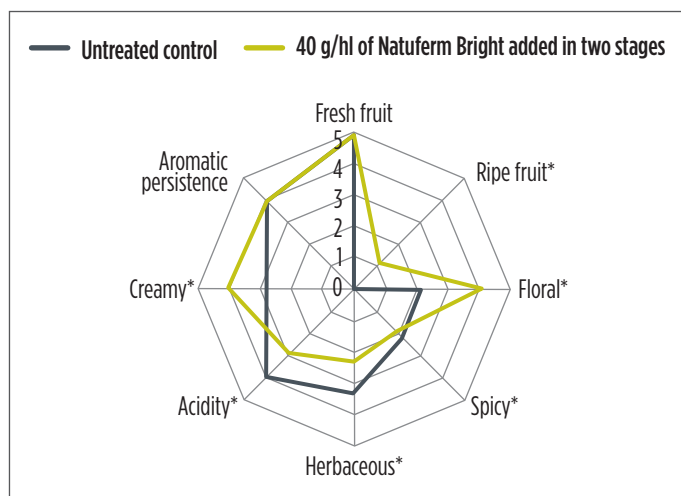 Untreated control
40 g/hl of Natuferm Bright added in two stages
Fresh fruit
Aromatic
persistence
Ripe fruit*
5
4
3
2
1
0
Creamy*
Floral*
Acidity*
Spicy*
Herbaceous*